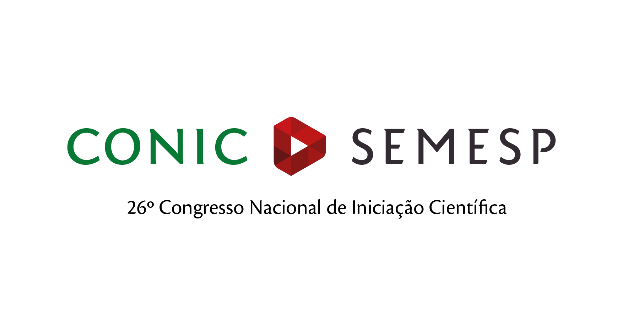 CONIC SEMESP
26º Congresso Nacional de Iniciação Científica